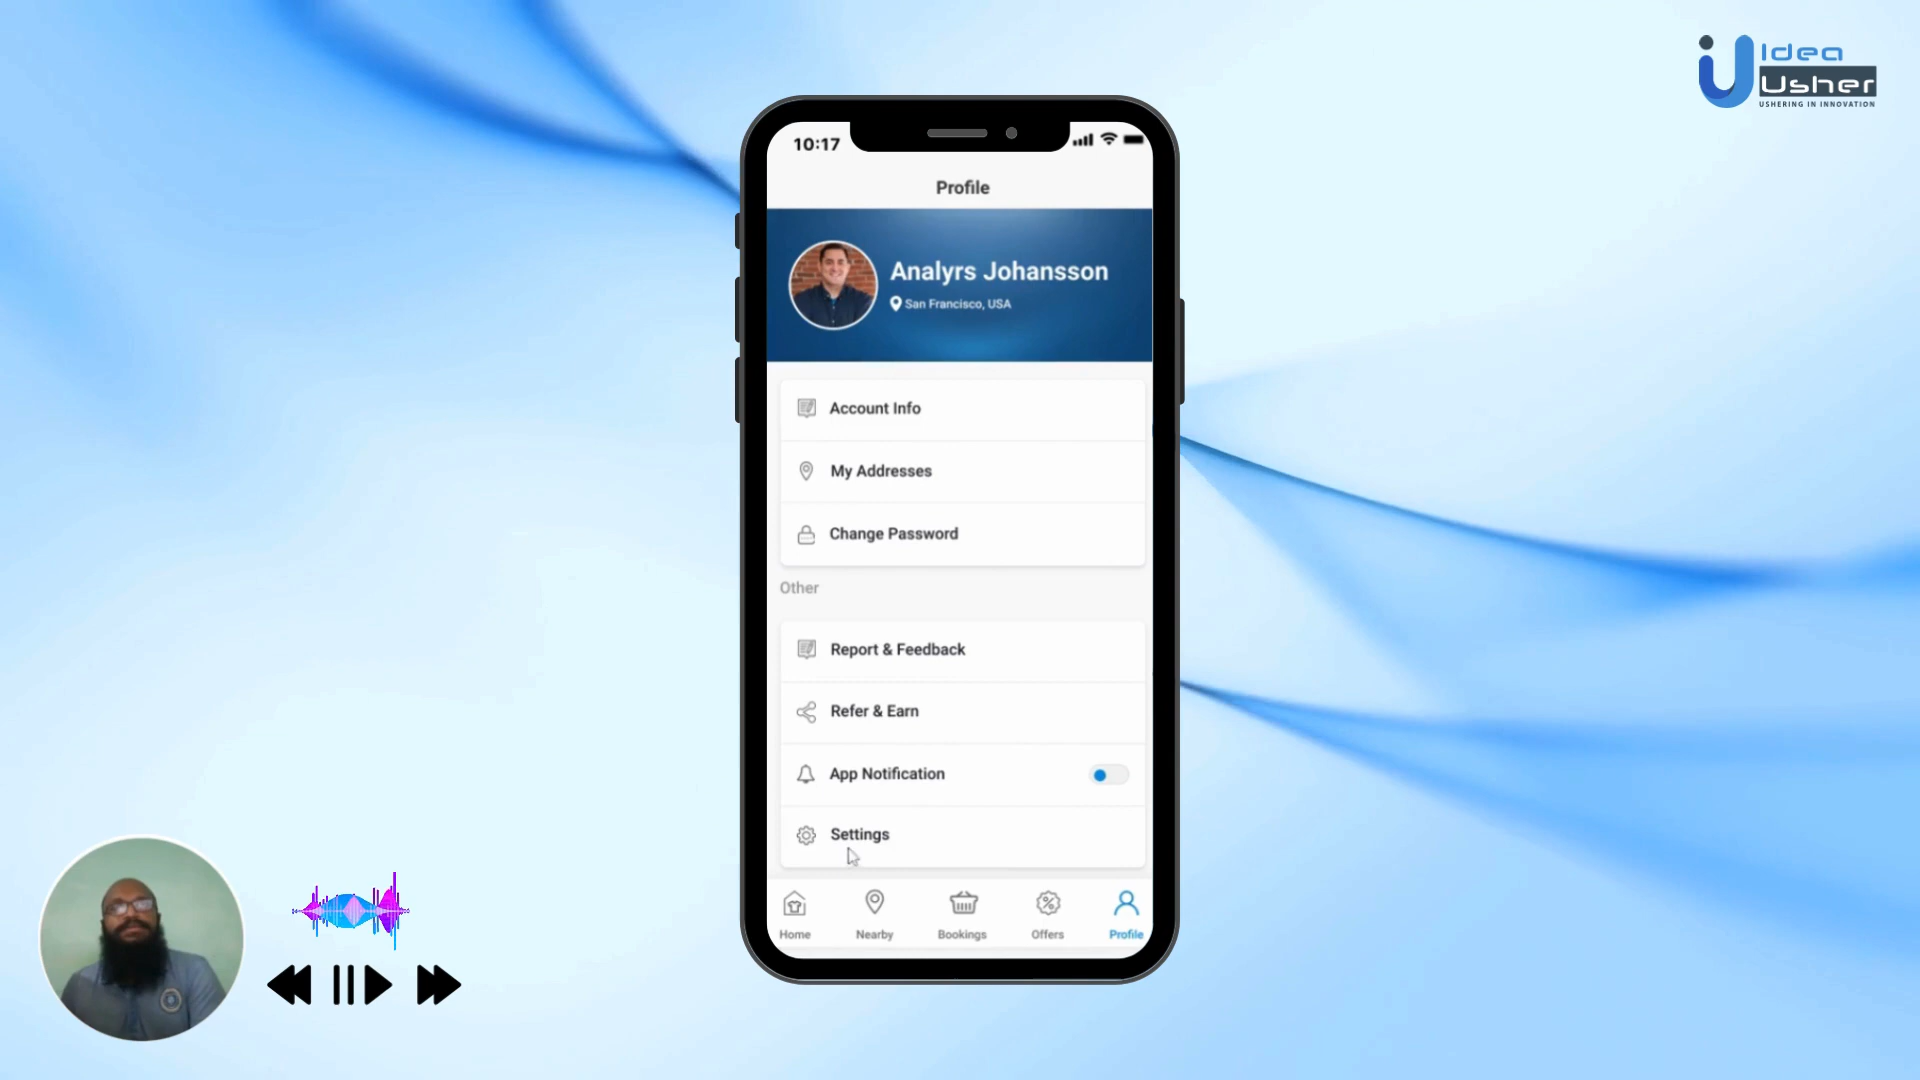 Idea
Usher
USHERING IN INNOVATION
10:17
Profile
Analyrs Johansson
San Francisco, USA
Account Info
My Addresses
Change Password
Other
Report & Feedback
Refer & Earn
App Notification
Settings
Home Nearby Bookings Offers Profile